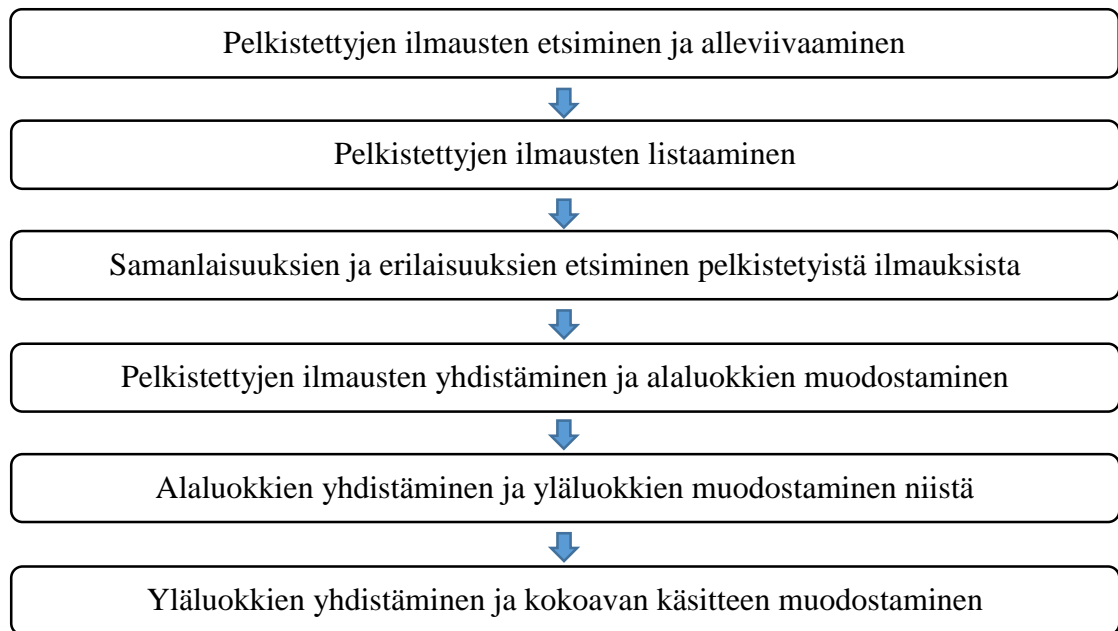 Pelkistettyjen ilmausten etsiminen ja alleviivaaminen
Pelkistettyjen ilmausten listaaminen
Samanlaisuuksien ja erilaisuuksien etsiminen pelkistetyistä ilmauksista
Pelkistettyjen ilmausten yhdistäminen ja alaluokkien muodostaminen
Alaluokkien yhdistäminen ja yläluokkien muodostaminen niistä
Yläluokkien yhdistäminen ja kokoavan käsitteen muodostaminen